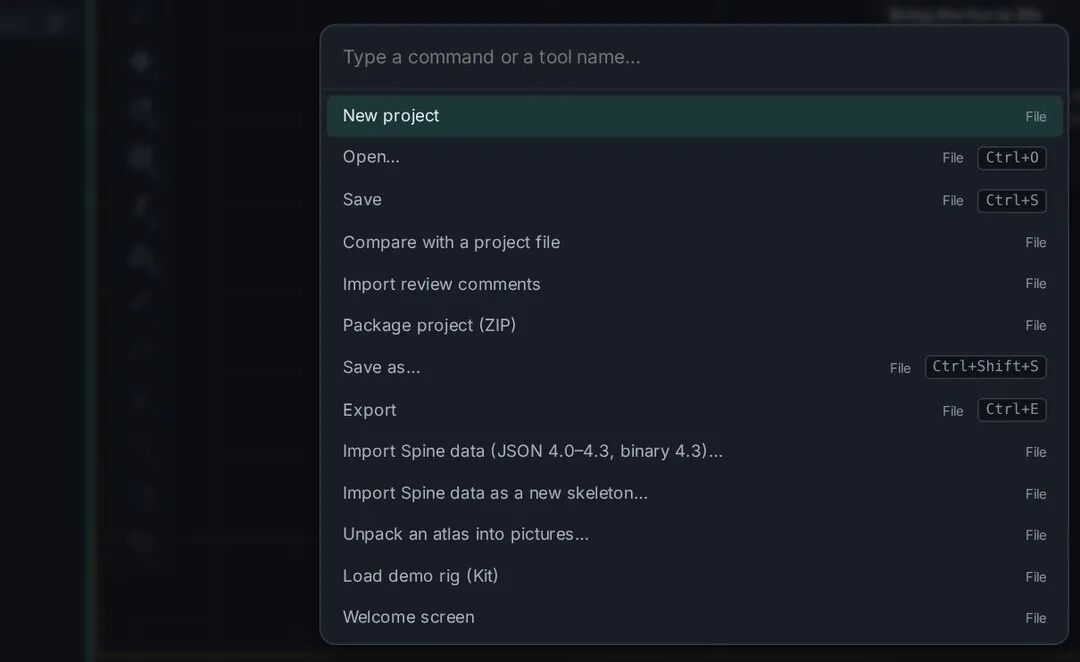 Type a command or a tool name...
New project File
Open... File Ctrl+O
Save File Ctrl+S
Compare with a project file File
Import review comments File
Package project (ZIP) File
Save as... File Ctrl+Shift+S
Export File Ctrl+E
Import Spine data (JSON 4.0–4.3, binary 4.3)... File
Import Spine data as a new skeleton... File
Unpack an atlas into pictures... File
Load demo rig (Kit) File
Welcome screen File